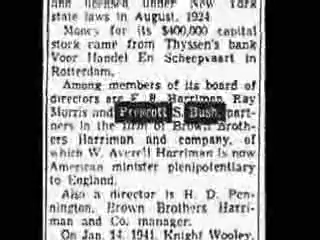 and licensed under New York
state laws in August, 1924.
Money for its $400,000 capital
stock came from Thyssen's bank
Voor Handel En Scheepvaart in
Rotterdam.
Among members of its board of
directors are E. R. Harriman, Ray
Morris and Prescott S. Bush, part-
ners in the firm of Brown Broth-
ers Harriman and company, of
which W. Averell Harriman is now
American minister plenipotentiary
to England.
Also a director is H. D. Pen-
nington, Brown Brothers Harri-
man and Co. manager.
On Jan. 14, 1941, Knight Wooley,